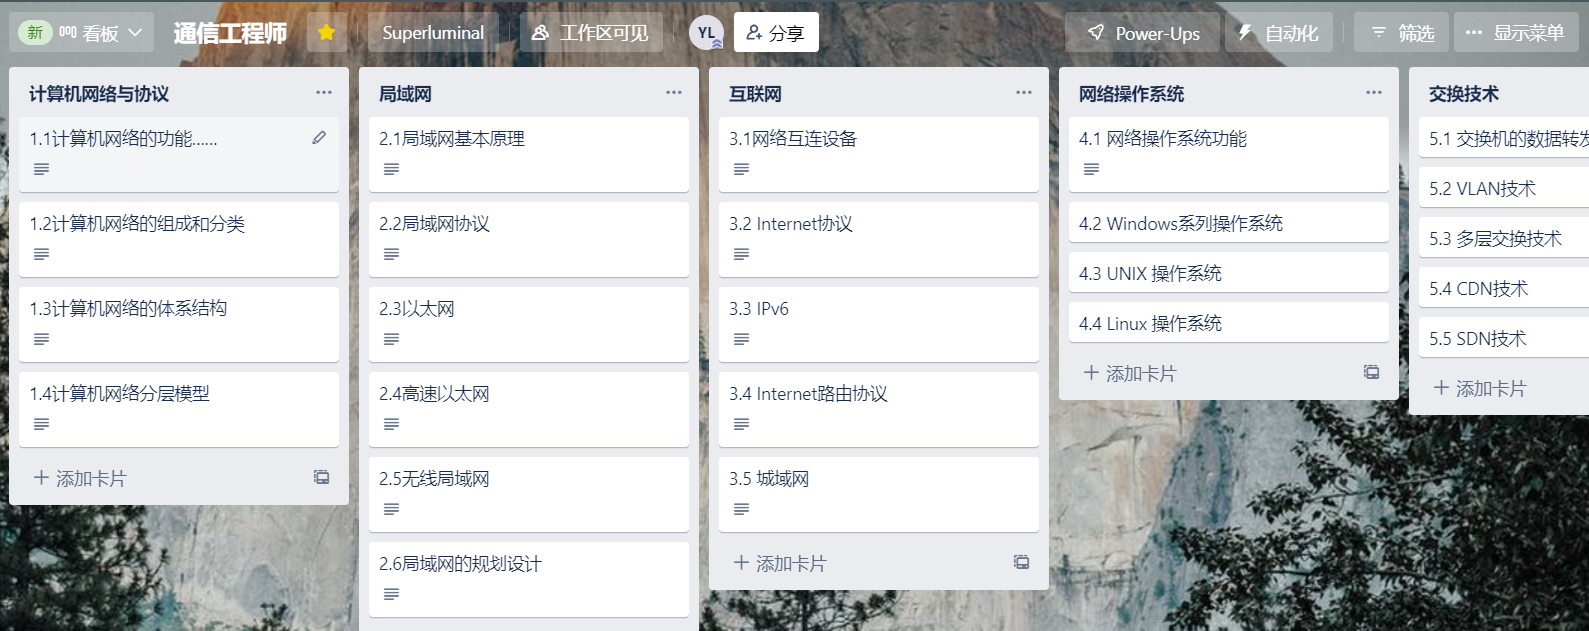 新 看板 通信工程师 Superluminal 工作区可见 YL 分享 Power-Ups 自动化 筛选 显示菜单
计算机网络与协议
1.1计算机网络的功能......
1.2计算机网络的组成和分类
1.3计算机网络的体系结构
1.4计算机网络分层模型
添加卡片
局域网
2.1局域网基本原理
2.2局域网协议
2.3以太网
2.4高速以太网
2.5无线局域网
2.6局域网的规划设计
互联网
3.1网络互连设备
3.2 Internet协议
3.3 IPv6
3.4 Internet路由协议
3.5 城域网
添加卡片
网络操作系统
4.1 网络操作系统功能
4.2 Windows系列操作系统
4.3 UNIX 操作系统
4.4 Linux 操作系统
添加卡片
交换技术
5.1 交换机的数据转发
5.2 VLAN技术
5.3 多层交换技术
5.4 CDN技术
5.5 SDN技术
添加卡片